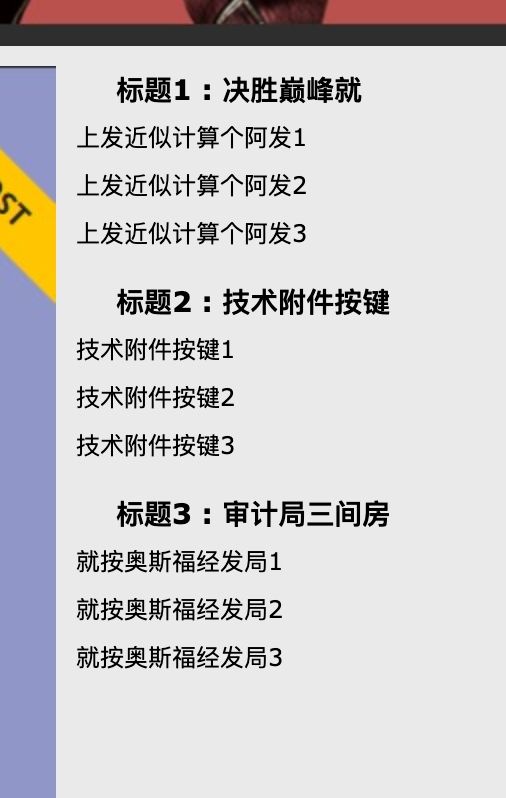 标题1：决胜巅峰就
上发近似计算个阿发1
上发近似计算个阿发2
上发近似计算个阿发3
标题2：技术附件按键
技术附件按键1
技术附件按键2
技术附件按键3
标题3：审计局三间房
就按奥斯福经发局1
就按奥斯福经发局2
就按奥斯福经发局3